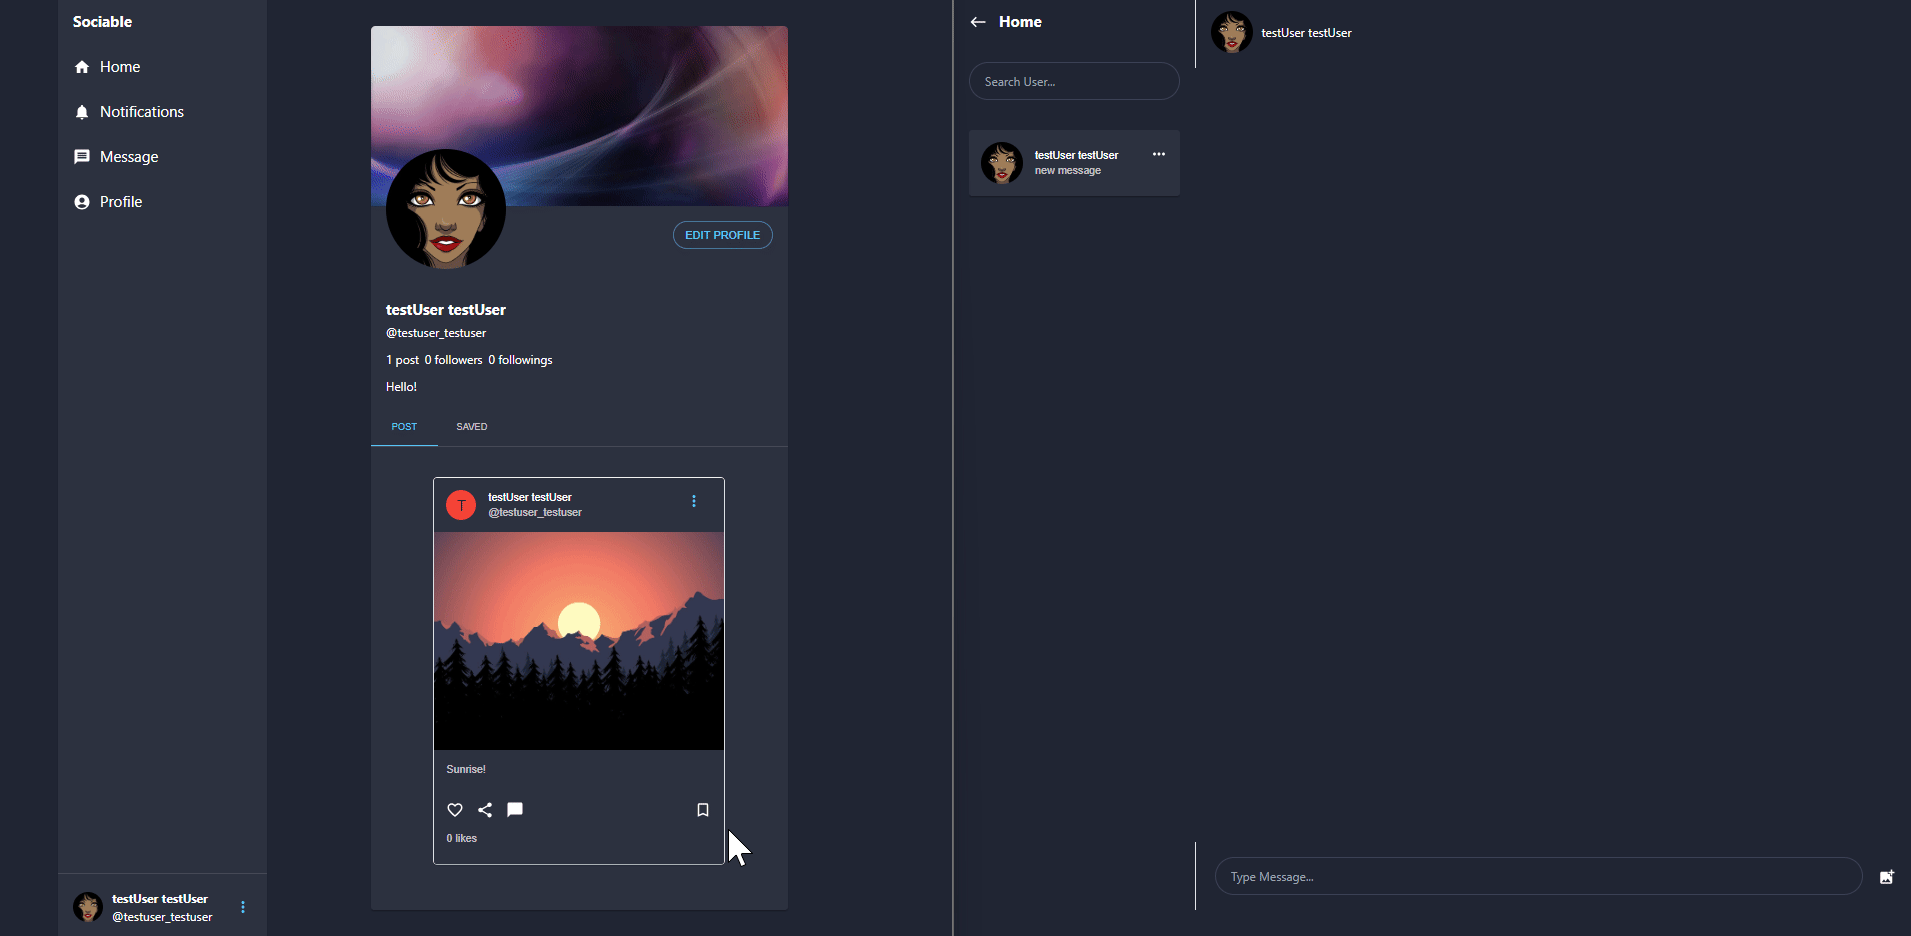 Sociable
Home
Notifications
Message
Profile
testUser testUser
@testuser_testuser
EDIT PROFILE
testUser testUser
@testuser_testuser
1 post 0 followers 0 followings
Hello!
POST SAVED
T
testUser testUser
@testuser_testuser
Sunrise!
0 likes
Home
Search User...
testUser testUser
new message
testUser testUser
Type Message...